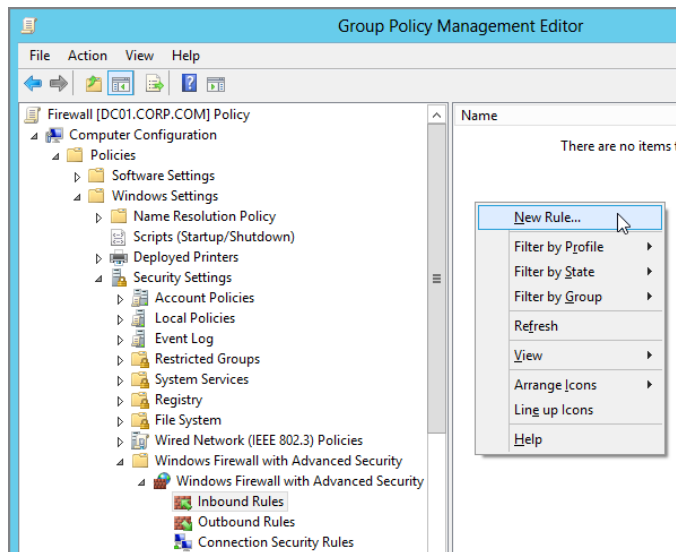 Group Policy Management Editor
File Action View Help
Firewall [DC01.CORP.COM] Policy
Computer Configuration
Policies
Software Settings
Windows Settings
Name Resolution Policy
Scripts (Startup/Shutdown)
Deployed Printers
Security Settings
Account Policies
Local Policies
Event Log
Restricted Groups
System Services
Registry
File System
Wired Network (IEEE 802.3) Policies
Windows Firewall with Advanced Security
Windows Firewall with Advanced Security
Inbound Rules
Outbound Rules
Connection Security Rules
Name
There are no items
New Rule...
Filter by Profile
Filter by State
Filter by Group
Refresh
View
Arrange Icons
Line up Icons
Help